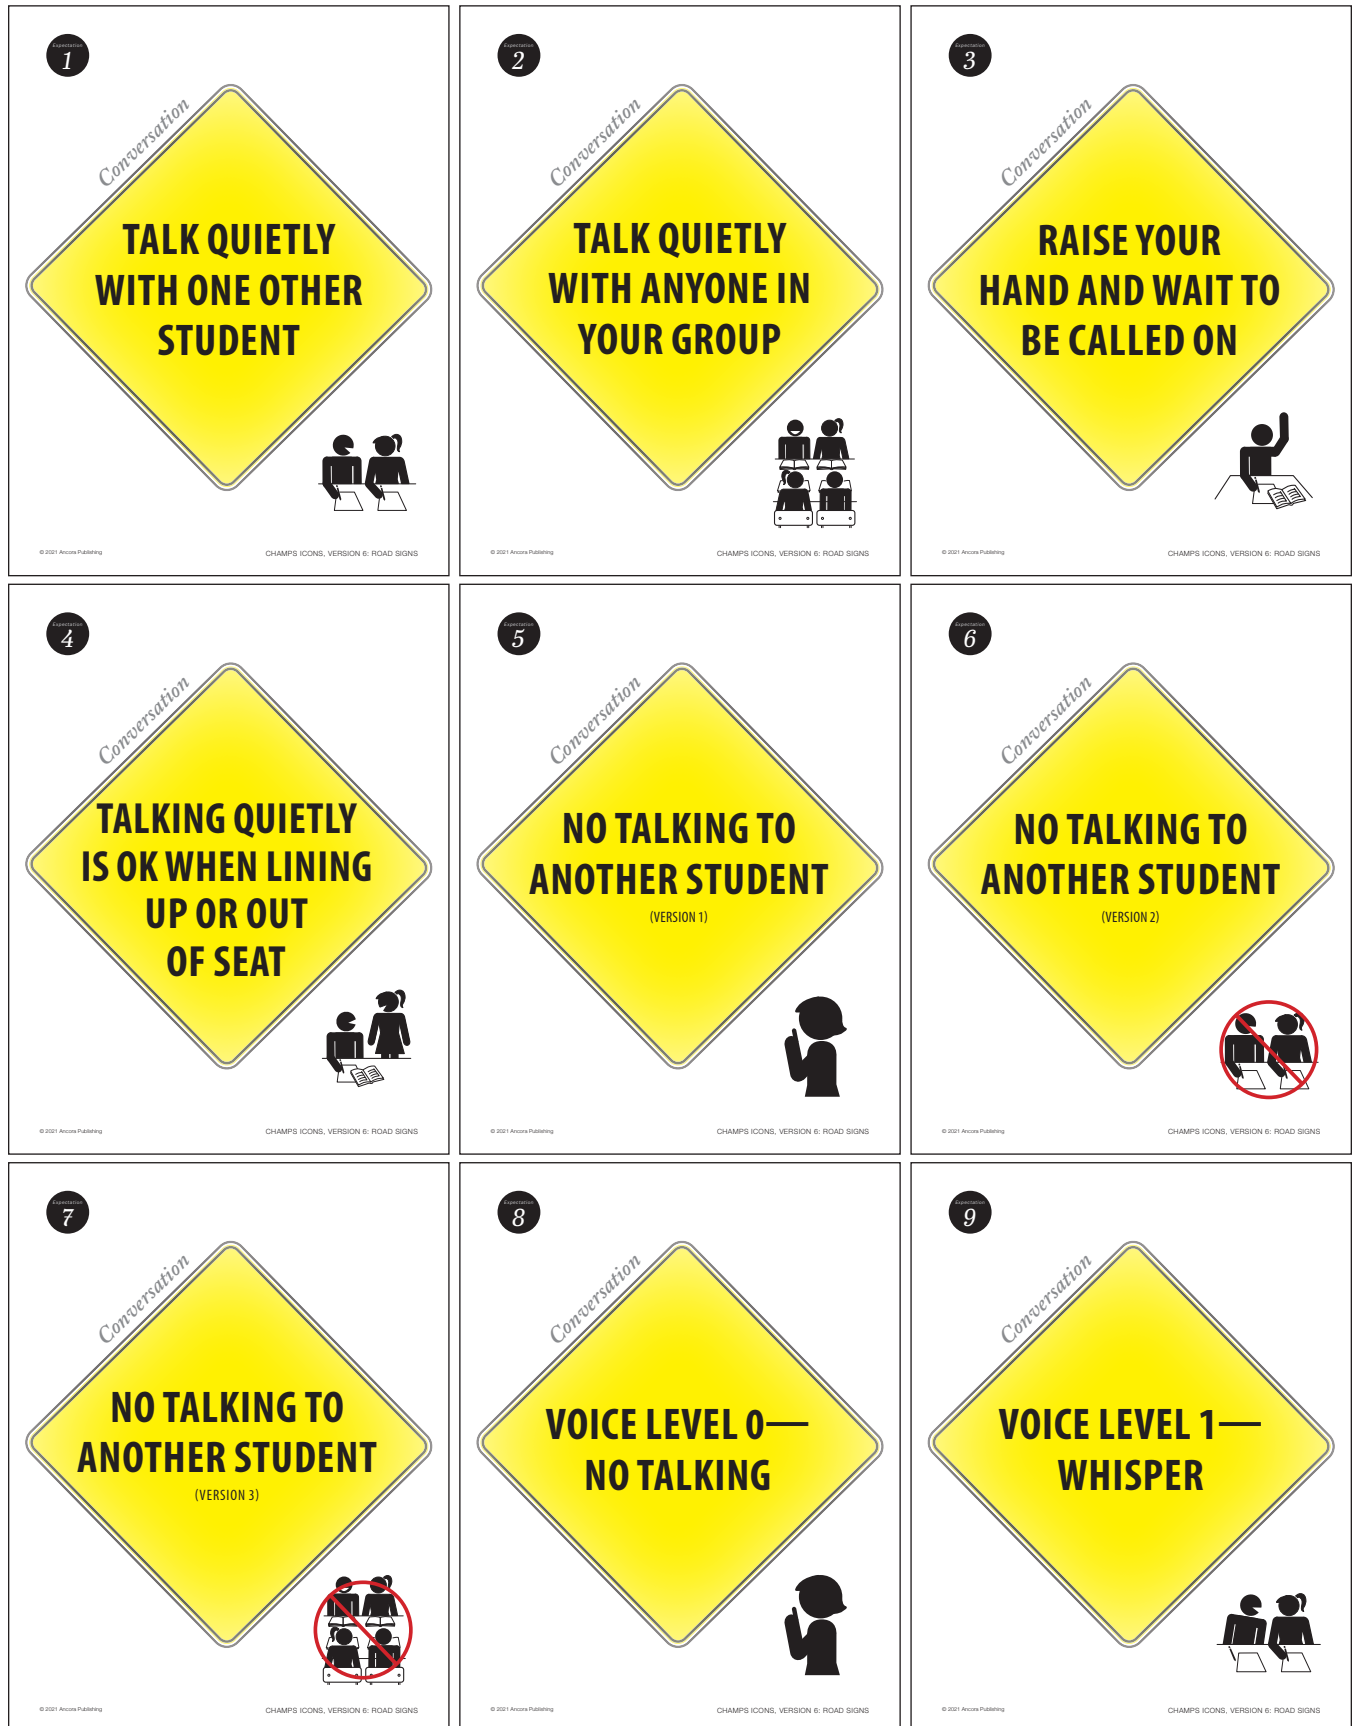 Expectation
1
Conversation
TALK QUIETLY
WITH ONE OTHER
STUDENT
© 2021 Ancora Publishing
CHAMPS ICONS, VERSION 6: ROAD SIGNS
Expectation
2
Conversation
TALK QUIETLY
WITH ANYONE IN
YOUR GROUP
© 2021 Ancora Publishing
CHAMPS ICONS, VERSION 6: ROAD SIGNS
Expectation
3
Conversation
RAISE YOUR
HAND AND WAIT TO
BE CALLED ON
© 2021 Ancora Publishing
CHAMPS ICONS, VERSION 6: ROAD SIGNS
Expectation
4
Conversation
TALKING QUIETLY
IS OK WHEN LINING
UP OR OUT
OF SEAT
© 2021 Ancora Publishing
CHAMPS ICONS, VERSION 6: ROAD SIGNS
Expectation
5
Conversation
NO TALKING TO
ANOTHER STUDENT
(VERSION 1)
© 2021 Ancora Publishing
CHAMPS ICONS, VERSION 6: ROAD SIGNS
Expectation
6
Conversation
NO TALKING TO
ANOTHER STUDENT
(VERSION 2)
© 2021 Ancora Publishing
CHAMPS ICONS, VERSION 6: ROAD SIGNS
Expectation
7
Conversation
NO TALKING TO
ANOTHER STUDENT
(VERSION 3)
© 2021 Ancora Publishing
CHAMPS ICONS, VERSION 6: ROAD SIGNS
Expectation
8
Conversation
VOICE LEVEL 0—
NO TALKING
© 2021 Ancora Publishing
CHAMPS ICONS, VERSION 6: ROAD SIGNS
Expectation
9
Conversation
VOICE LEVEL 1—
WHISPER
© 2021 Ancora Publishing
CHAMPS ICONS, VERSION 6: ROAD SIGNS